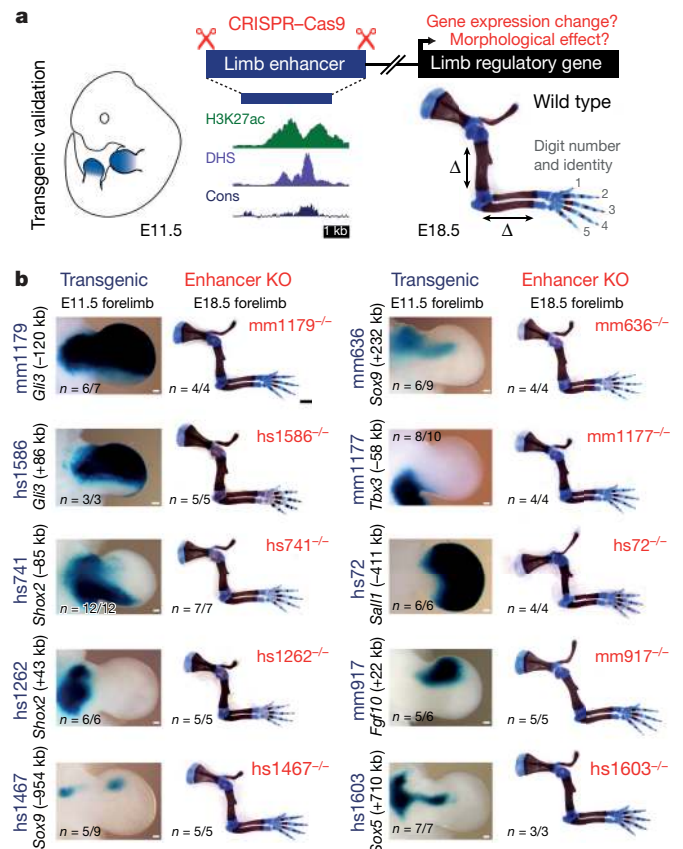 a
Transgenic validation
E11.5
CRISPR–Cas9
Limb enhancer
H3K27ac
DHS
Cons
1 kb
Gene expression change?
Morphological effect?
Limb regulatory gene
Wild type
Digit number
and identity
Δ
Δ
E18.5
1
2
3
4
5
b
Transgenic
E11.5 forelimb
Enhancer KO
E18.5 forelimb
mm1179
Gli3 (−120 kb)
n = 6/7
mm1179−/−
n = 4/4
hs1586
Gli3 (+86 kb)
n = 3/3
hs1586−/−
n = 5/5
hs741
Shox2 (−85 kb)
n = 12/12
hs741−/−
n = 7/7
hs1262
Shox2 (+43 kb)
n = 6/6
hs1262−/−
n = 5/5
hs1467
Sox9 (−954 kb)
n = 5/9
hs1467−/−
n = 5/5
Transgenic
E11.5 forelimb
Enhancer KO
E18.5 forelimb
mm636
Sox9 (+232 kb)
n = 6/9
mm636−/−
n = 4/4
mm1177
Tbx3 (−58 kb)
n = 8/10
mm1177−/−
n = 4/4
hs72
Sall1 (−411 kb)
n = 6/6
hs72−/−
n = 4/4
mm917
Fgf10 (+22 kb)
n = 5/6
mm917−/−
n = 5/5
hs1603
Sox5 (+710 kb)
n = 7/7
hs1603−/−
n = 3/3